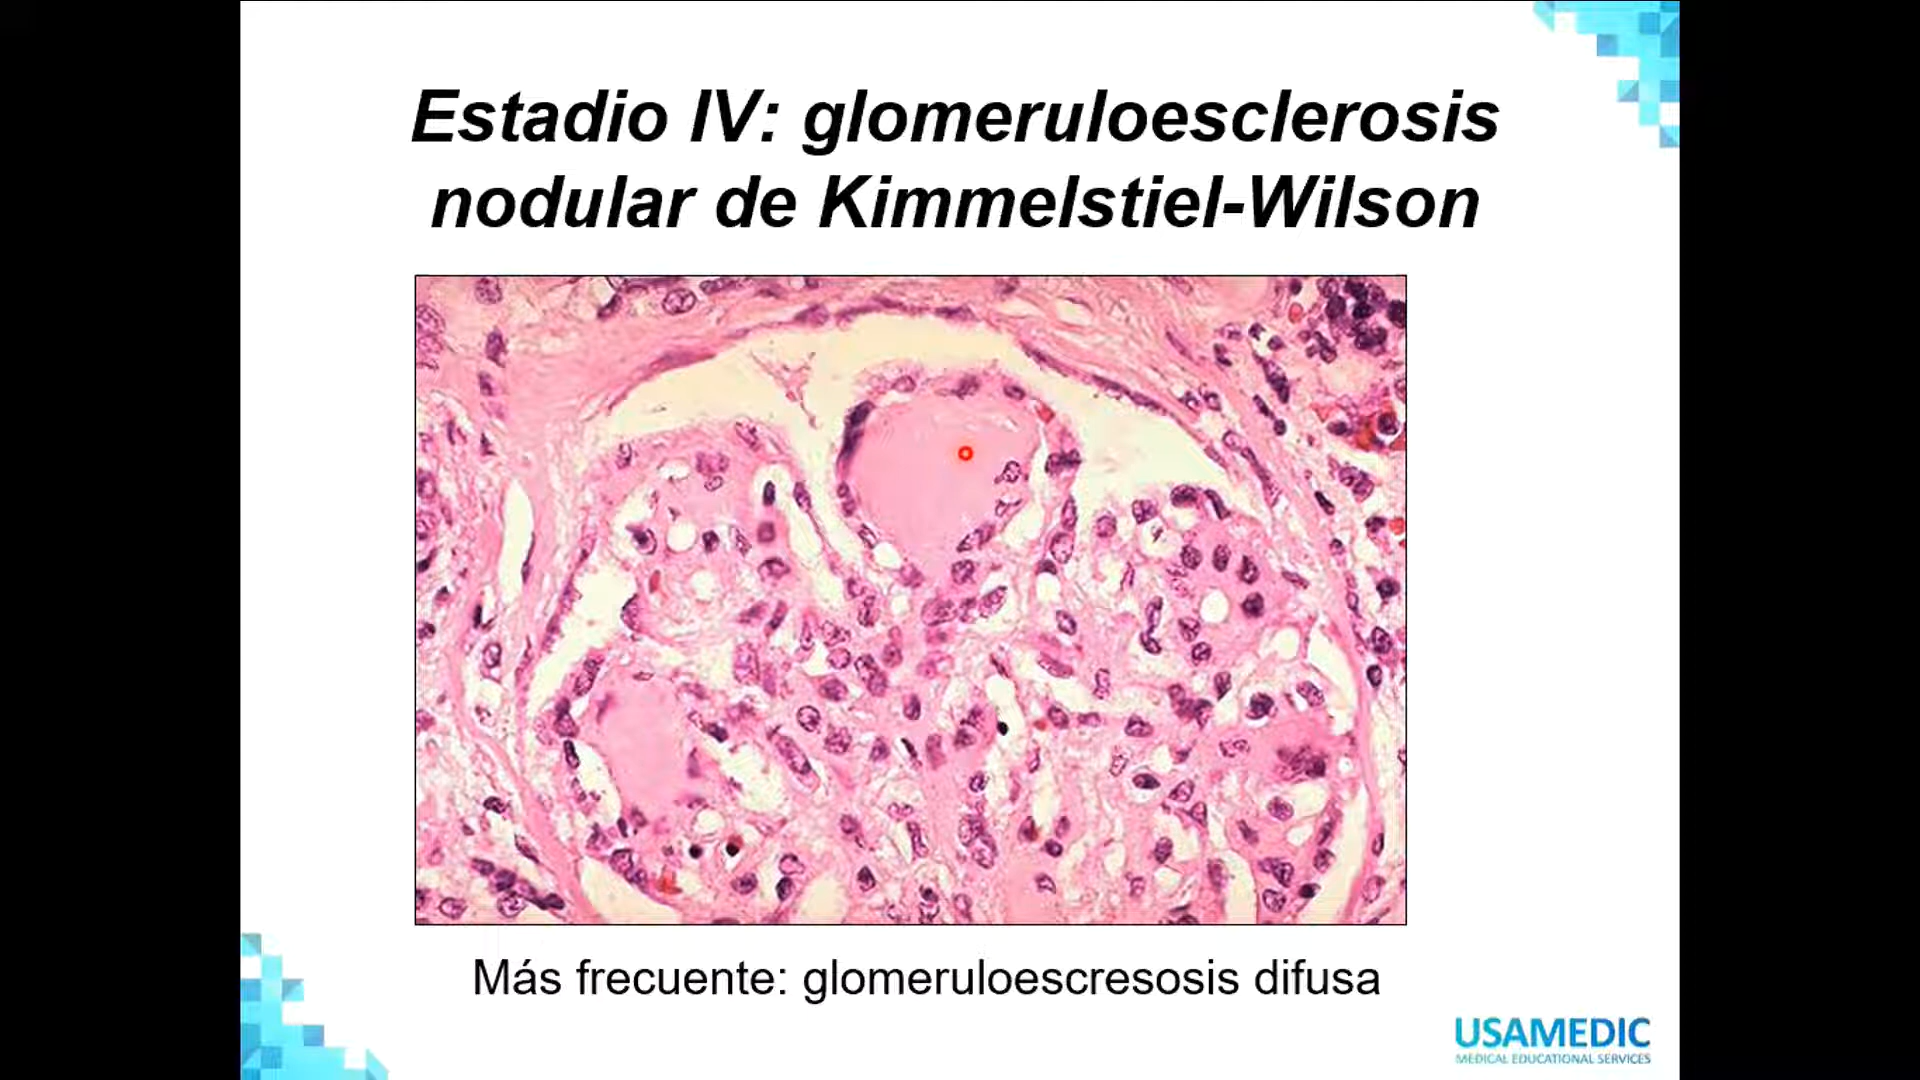 Estadio IV: glomeruloesclerosis
nodular de Kimmelstiel-Wilson
Más frecuente: glomeruloescresosis difusa
USAMEDIC
MEDICAL EDUCATIONAL SERVICES